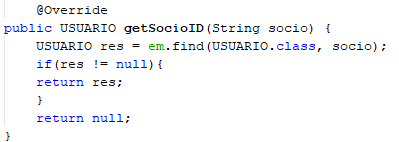 @Override
public USUARIO getSocioID(String socio) {
USUARIO res = em.find(USUARIO.class, socio);
if(res != null){
return res;
}
return null;
}